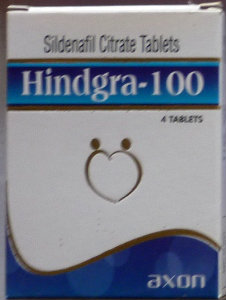 Sildenafil Citrate Tablets
Hindgra-100
4 TABLETS
axon